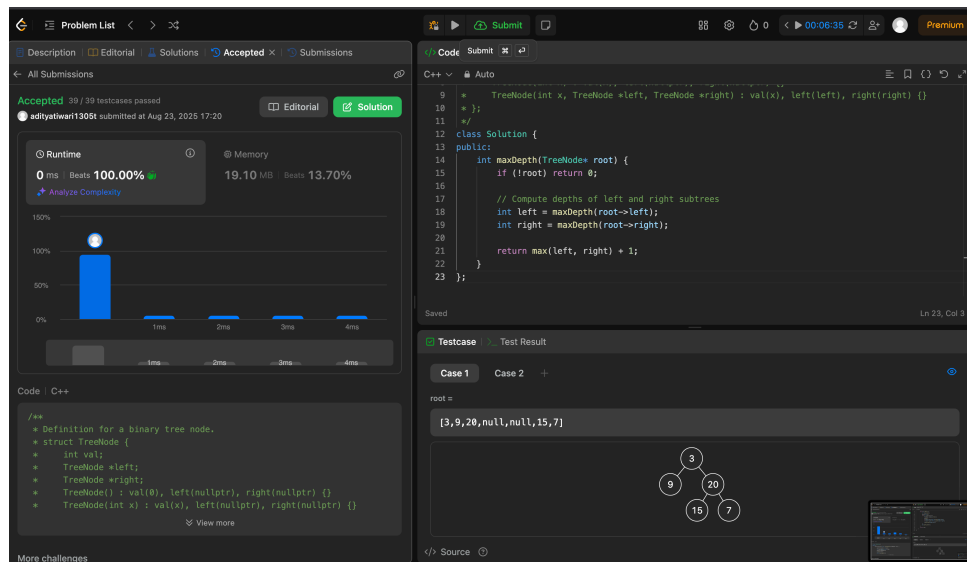 Problem List
Submit
0
00:06:35
Premium
Description | Editorial | Solutions | Accepted × | Submissions
All Submissions
Accepted 39 / 39 testcases passed
adityatiwari1305t submitted at Aug 23, 2025 17:20
Editorial
Solution
Runtime
0 ms | Beats 100.00%
Analyze Complexity
Memory
19.10 MB | Beats 13.70%
150%
100%
50%
0%
1ms 2ms 3ms 4ms
1ms 2ms 3ms 4ms
Code | C++
/**
* Definition for a binary tree node.
* struct TreeNode {
*     int val;
*     TreeNode *left;
*     TreeNode *right;
*     TreeNode() : val(0), left(nullptr), right(nullptr) {}
*     TreeNode(int x) : val(x), left(nullptr), right(nullptr) {}
View more
More challenges
</> Code
Submit ⌘ ↵
C++ Auto
9 *     TreeNode(int x, TreeNode *left, TreeNode *right) : val(x), left(left), right(right) {}
10 * };
11 */
12 class Solution {
13 public:
14     int maxDepth(TreeNode* root) {
15         if (!root) return 0;
16
17         // Compute depths of left and right subtrees
18         int left = maxDepth(root->left);
19         int right = maxDepth(root->right);
20
21         return max(left, right) + 1;
22     }
23 };
Saved
Ln 23, Col 3
Testcase | >_ Test Result
Case 1 Case 2 +
root =
[3,9,20,null,null,15,7]
3
9 20
15 7
</> Source